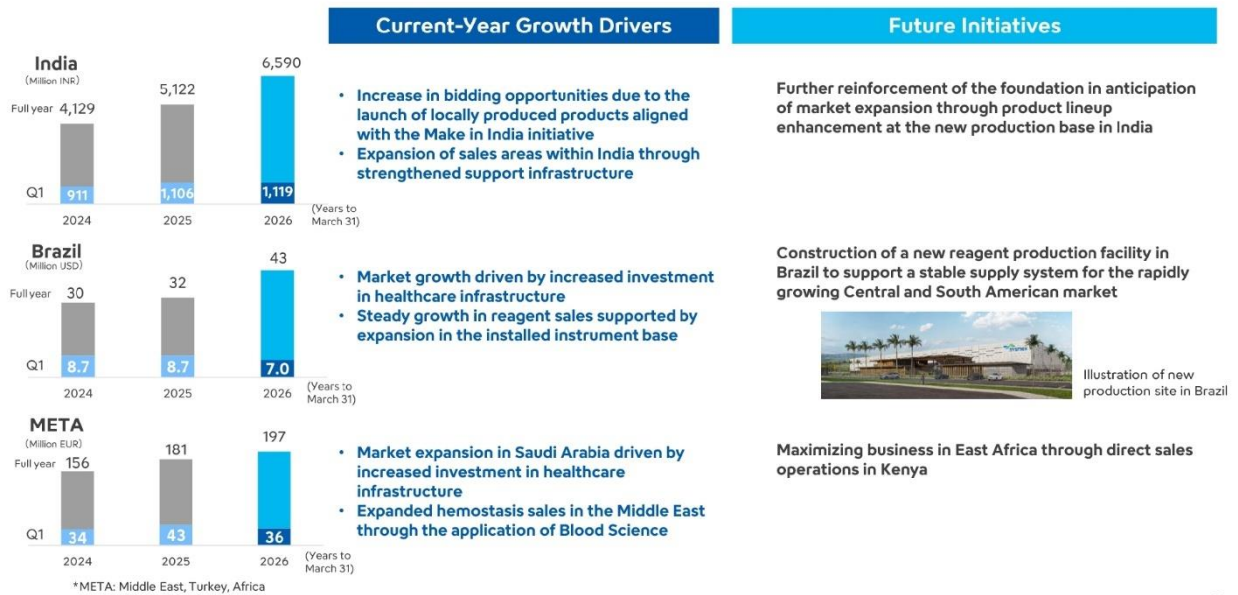 Current-Year Growth Drivers
Future Initiatives
India
(Million INR)
Full year
4,129
5,122
6,590
Q1
911
1,106
1,119
2024
2025
2026
(Years to
March 31)
• Increase in bidding opportunities due to the
launch of locally produced products aligned
with the Make in India initiative
• Expansion of sales areas within India through
strengthened support infrastructure
Further reinforcement of the foundation in anticipation
of market expansion through product lineup
enhancement at the new production base in India
Brazil
(Million USD)
Full year
30
32
43
Q1
8.7
8.7
7.0
2024
2025
2026
(Years to
March 31)
• Market growth driven by increased investment
in healthcare infrastructure
• Steady growth in reagent sales supported by
expansion in the installed instrument base
Construction of a new reagent production facility in
Brazil to support a stable supply system for the rapidly
growing Central and South American market
Illustration of new
production site in Brazil
META
(Million EUR)
Full year
156
181
197
Q1
34
43
36
2024
2025
2026
(Years to
March 31)
• Market expansion in Saudi Arabia driven by
increased investment in healthcare
infrastructure
• Expanded hemostasis sales in the Middle East
through the application of Blood Science
Maximizing business in East Africa through direct sales
operations in Kenya
*META: Middle East, Turkey, Africa